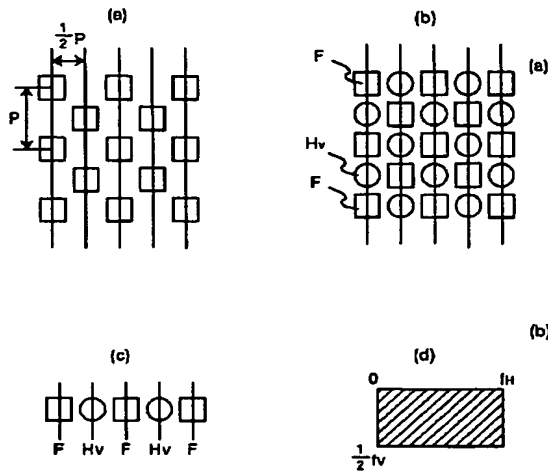 (a)
1/2 P
P
(b)
F
Hv
F
(a)
(c)
F Hv F Hv F
(d)
0 fH
1/2 fv
(b)